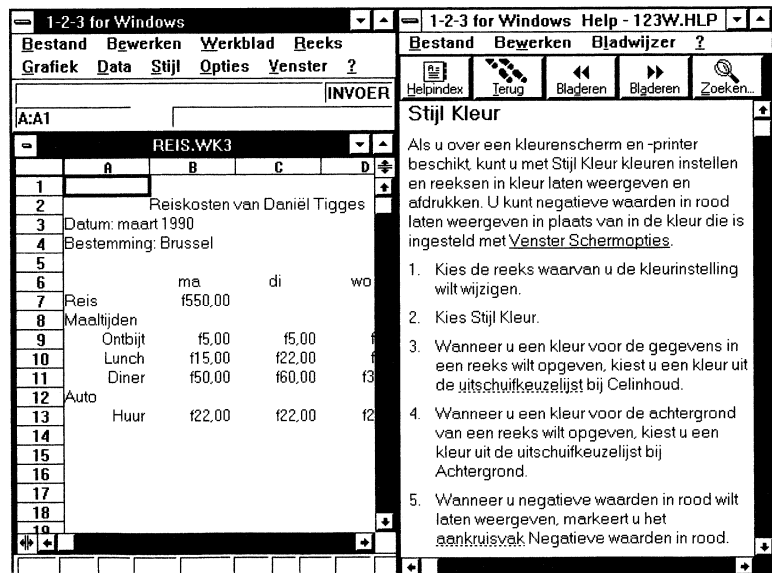 1-2-3 for Windows
Bestand Bewerken Werkblad Reeks
Grafiek Data Stijl Opties Venster ?
INVOER
A:A1
REIS.WK3
A B C D
1
2 Reiskosten van Daniël Tigges
3 Datum: maart 1990
4 Bestemming: Brussel
5
6 ma di wo
7 Reis f550,00
8 Maaltijden
9 Ontbijt f5,00 f5,00 f
10 Lunch f15,00 f22,00 f
11 Diner f50,00 f60,00 f3
12 Auto
13 Huur f22,00 f22,00 f2
14
15
16
17
18
19
1-2-3 for Windows Help - 123W.HLP
Bestand Bewerken Bladwijzer ?
Helpindex Terug Bladeren Bladeren Zoeken...
Stijl Kleur
Als u over een kleurenscherm en -printer
beschikt, kunt u met Stijl Kleur kleuren instellen
en reeksen in kleur laten weergeven en
afdrukken. U kunt negatieve waarden in rood
laten weergeven in plaats van in de kleur die is
ingesteld met Venster Schermopties.
1. Kies de reeks waarvan u de kleurinstelling
wilt wijzigen.
2. Kies Stijl Kleur.
3. Wanneer u een kleur voor de gegevens in
een reeks wilt opgeven, kiest u een kleur uit
de uitschuifkeuzelijst bij Celinhoud.
4. Wanneer u een kleur voor de achtergrond
van een reeks wilt opgeven, kiest u een
kleur uit de uitschuifkeuzelijst bij
Achtergrond.
5. Wanneer u negatieve waarden in rood wilt
laten weergeven, markeert u het
aankruisvak Negatieve waarden in rood.